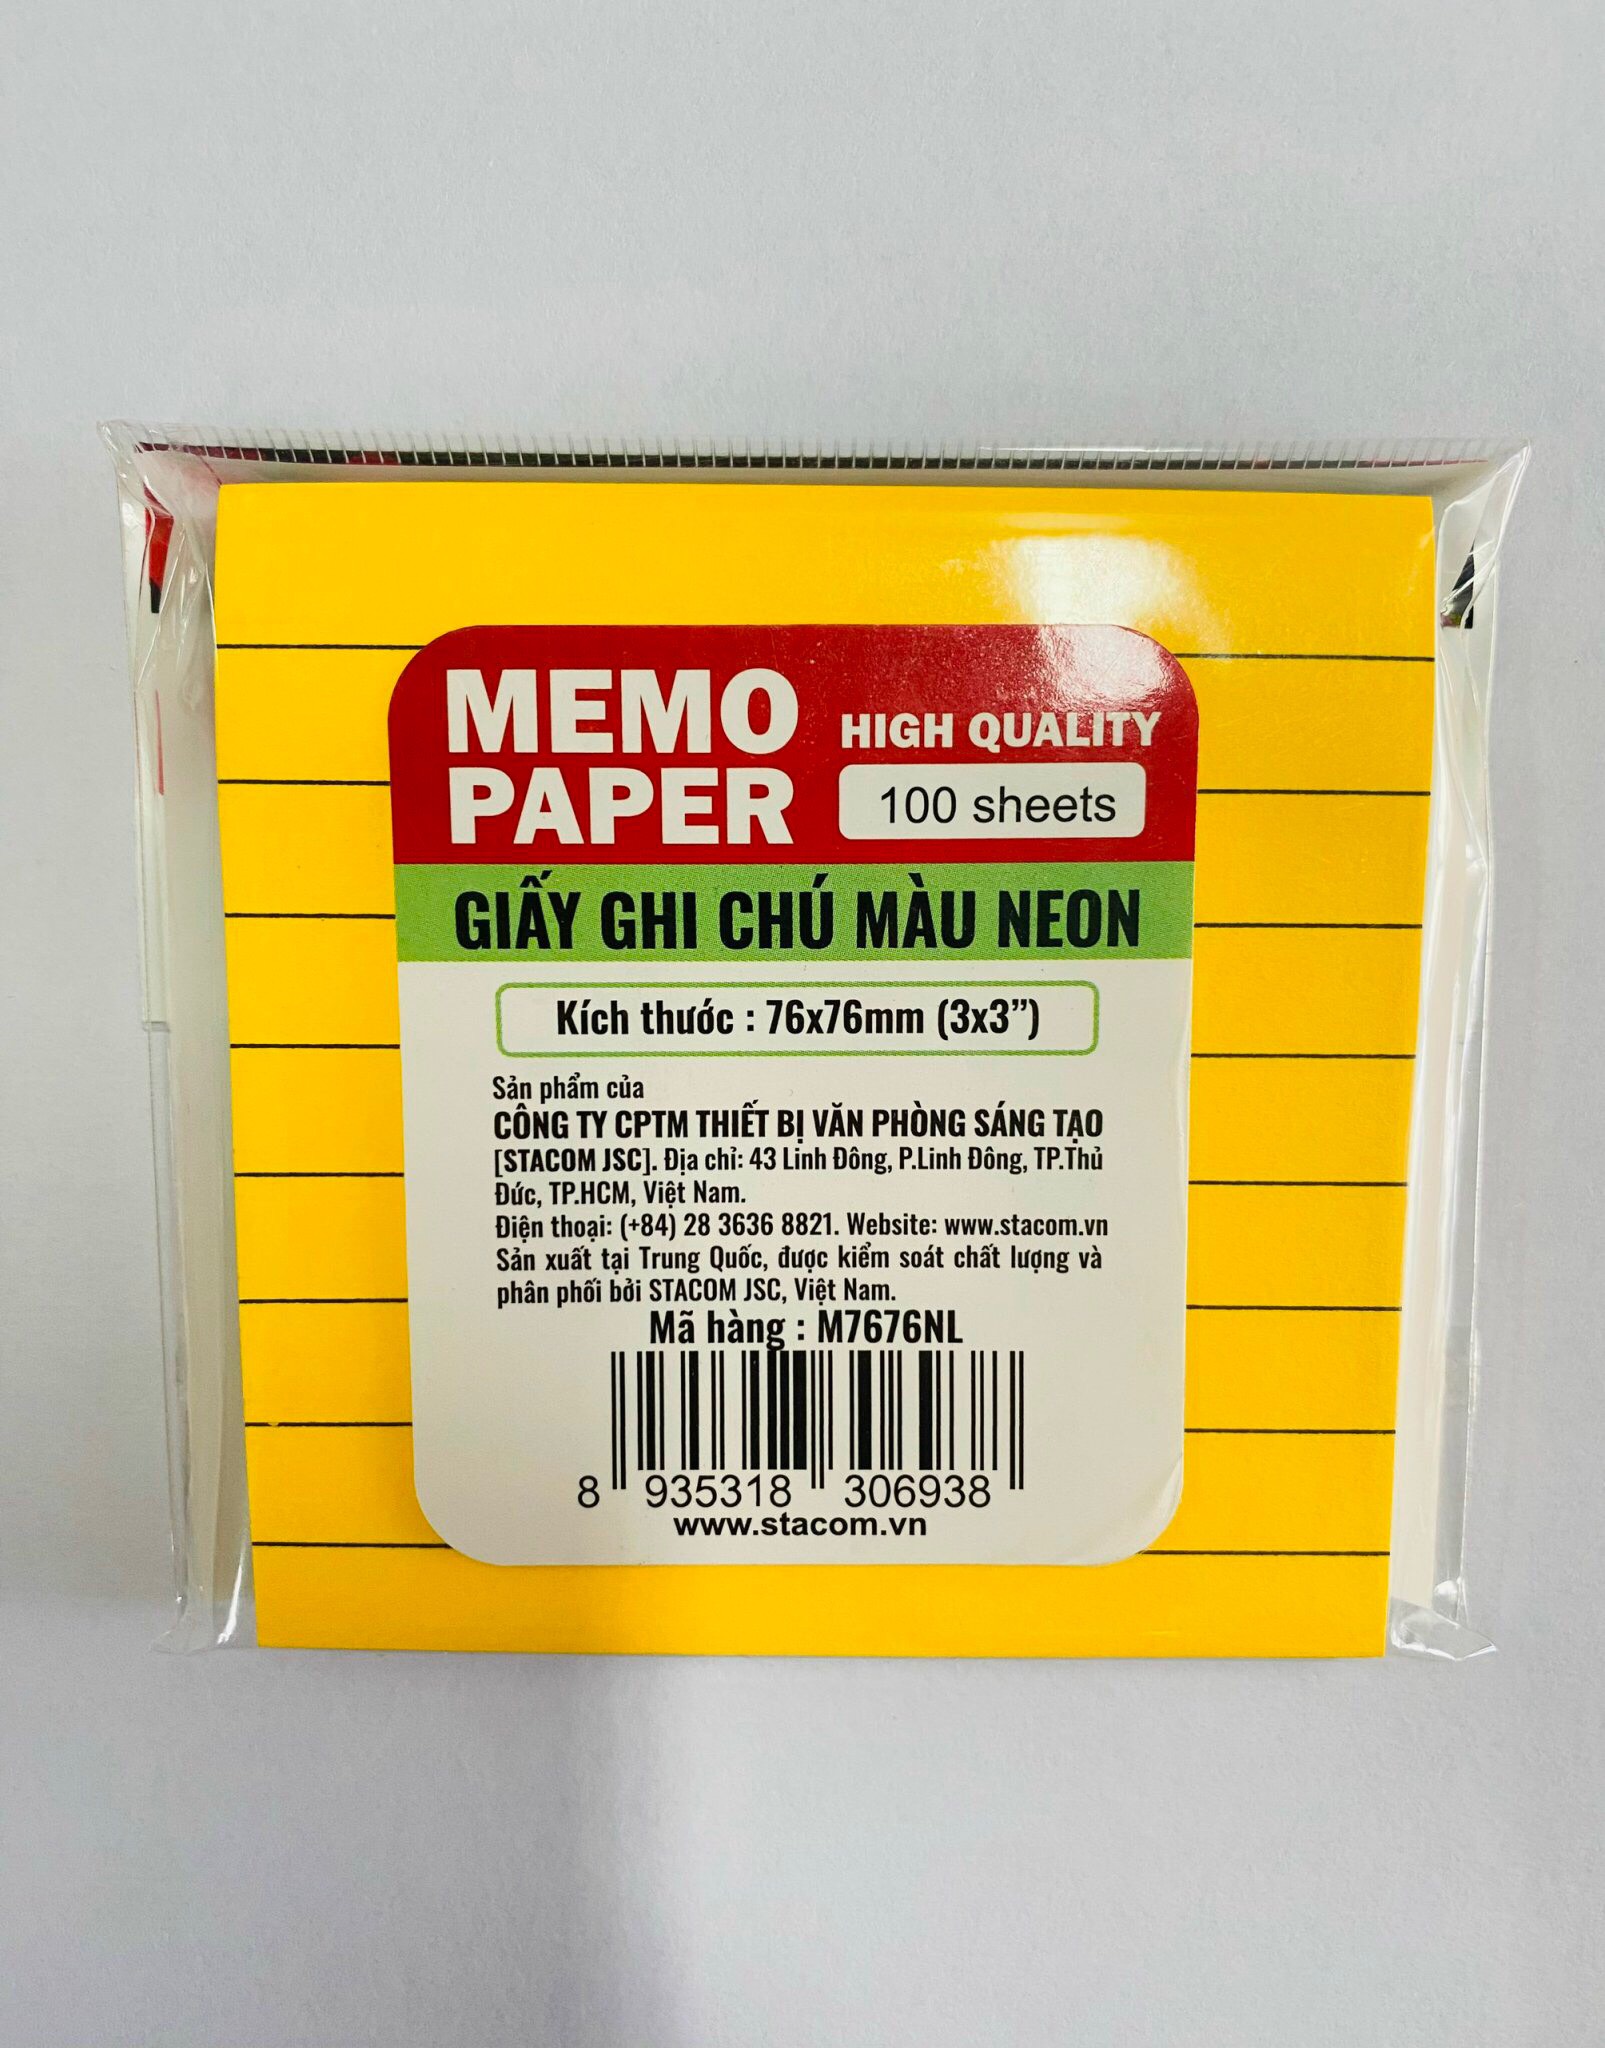 MEMO
PAPER
HIGH QUALITY
100 sheets
GIẤY GHI CHÚ MÀU NEON
Kích thước : 76x76mm (3x3”)
Sản phẩm của
CÔNG TY CPTM THIẾT BỊ VĂN PHÒNG SÁNG TẠO
[STACOM JSC]. Địa chỉ: 43 Linh Đông, P.Linh Đông, TP.Thủ
Đức, TP.HCM, Việt Nam.
Điện thoại: (+84) 28 3636 8821. Website: www.stacom.vn
Sản xuất tại Trung Quốc, được kiểm soát chất lượng và
phân phối bởi STACOM JSC, Việt Nam.
Mã hàng : M7676NL
8 935318 306938
www.stacom.vn